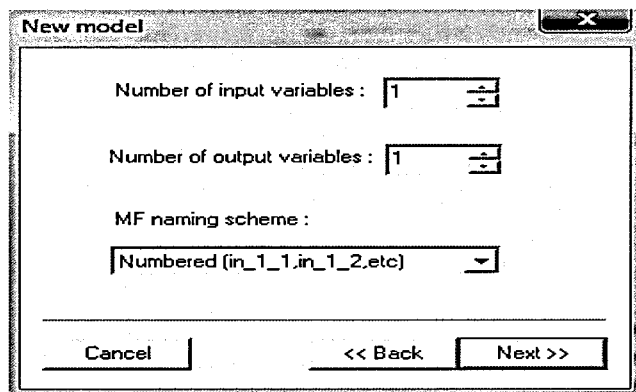 New model
Number of input variables : 1
Number of output variables : 1
MF naming scheme :
Numbered (in_1_1,in_1_2,etc)
Cancel << Back Next >>